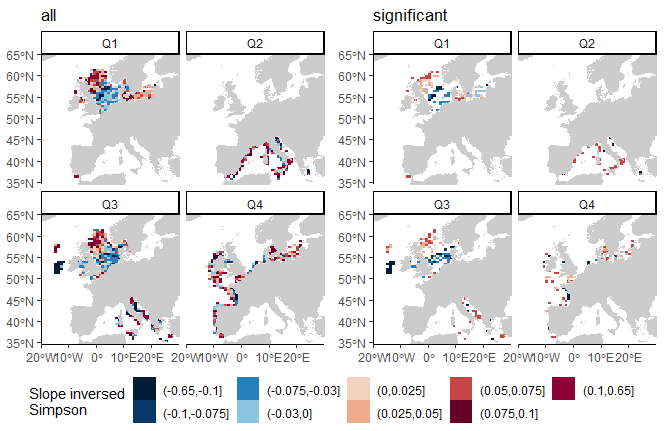 all
significant
Q1
Q2
Q1
Q2
65°N
60°N
55°N
50°N
45°N
40°N
35°N
65°N
60°N
55°N
50°N
45°N
40°N
35°N
Q3
Q4
Q3
Q4
65°N
60°N
55°N
50°N
45°N
40°N
35°N
65°N
60°N
55°N
50°N
45°N
40°N
35°N
20°W10°W 0° 10°E20°E
20°W10°W 0° 10°E20°E
20°W10°W 0° 10°E20°E
20°W10°W 0° 10°E20°E
Slope inversed
Simpson
(-0.65,-0.1]
(-0.1,-0.075]
(-0.075,-0.03]
(-0.03,0]
(0,0.025]
(0.025,0.05]
(0.05,0.075]
(0.075,0.1]
(0.1,0.65]